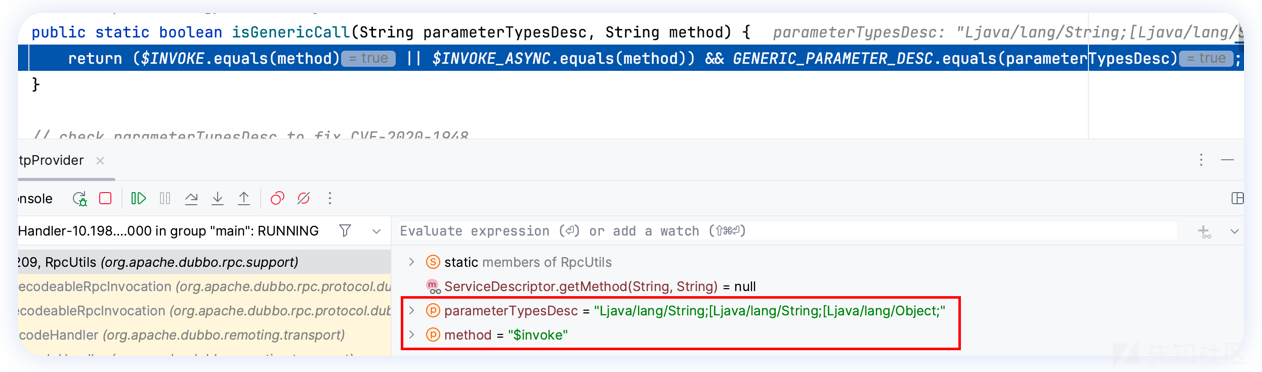 public static boolean isGenericCall(String parameterTypesDesc, String method) {   parameterTypesDesc: "Ljava/lang/String;[Ljava/lang/S
return ($INVOKE.equals(method) = true || $INVOKE_ASYNC.equals(method)) && GENERIC_PARAMETER_DESC.equals(parameterTypesDesc) = true ;
}
// check parameterTypesDesc to fix CVE-2020-1948
tpProvider ×
onsole
Handler-10.198....000 in group "main": RUNNING
Evaluate expression (⏎) or add a watch (⇧⌘⏎)
209, RpcUtils (org.apache.dubbo.rpc.support)
static members of RpcUtils
ecodeableRpcInvocation (org.apache.dubbo.rpc.protocol.du
ServiceDescriptor.getMethod(String, String) = null
ecodeableRpcInvocation (org.apache.dubbo.rpc.protocol.dub
parameterTypesDesc = "Ljava/lang/String;[Ljava/lang/String;[Ljava/lang/Object;"
codeHandler (org.apache.dubbo.remoting.transport)
method = "$invoke"